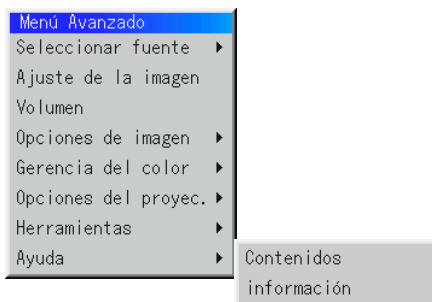 Menú Avanzado
Seleccionar fuente
Ajuste de la imagen
Volumen
Opciones de imagen
Gerencia del color
Opciones del proyec.
Herramientas
Ayuda
Contenidos
información